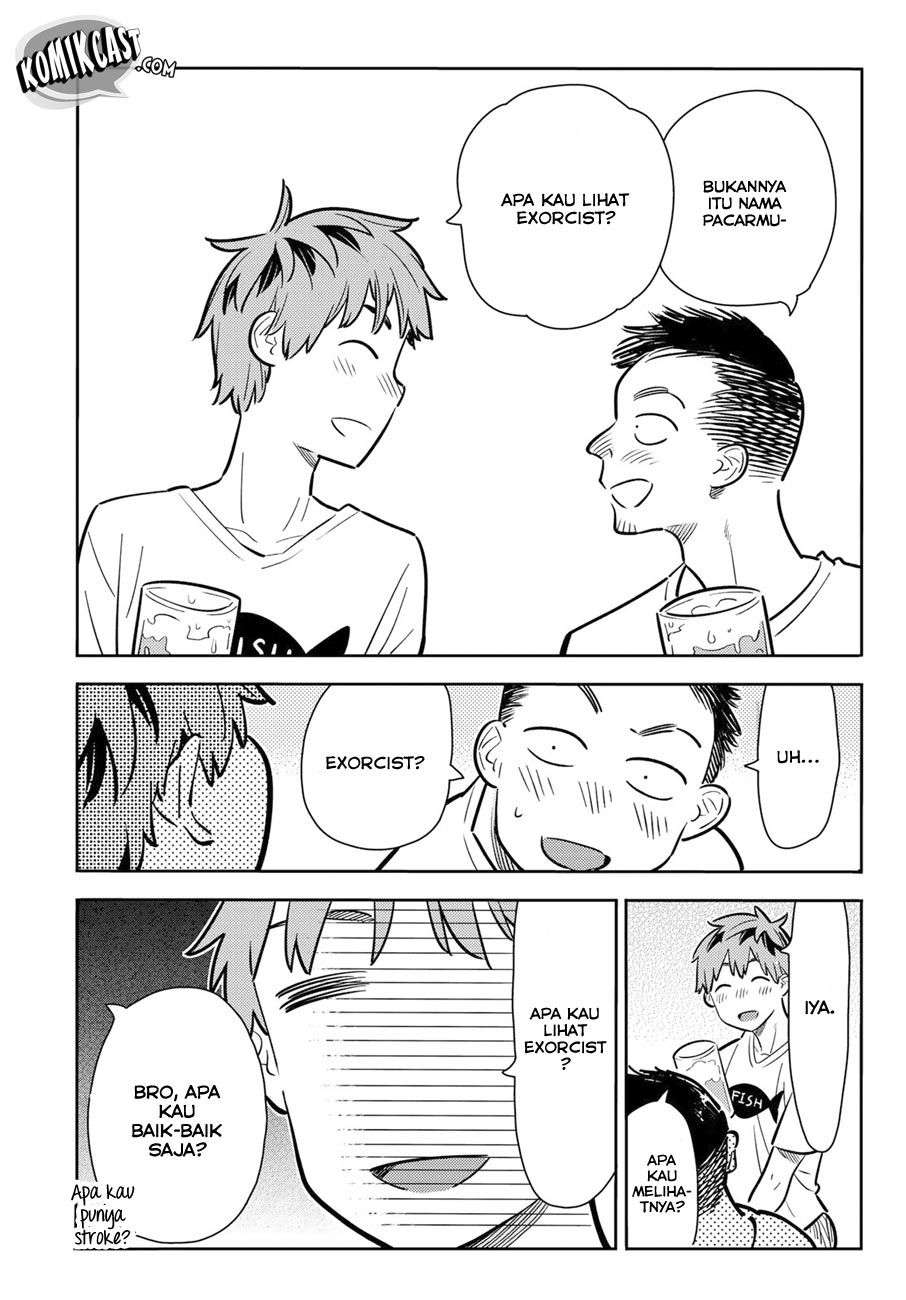 KOMIKCAST
.COM
BUKANNYA
ITU NAMA
PACARMU-
APA KAU LIHAT
EXORCIST?
UH...
EXORCIST?
IYA.
FISH
APA
KAU
MELIHA-
TNYA?
APA KAU
LIHAT
EXORCIST
?
BRO, APA
KAU
BAIK-BAIK
SAJA?
Apa kau
punya
stroke?